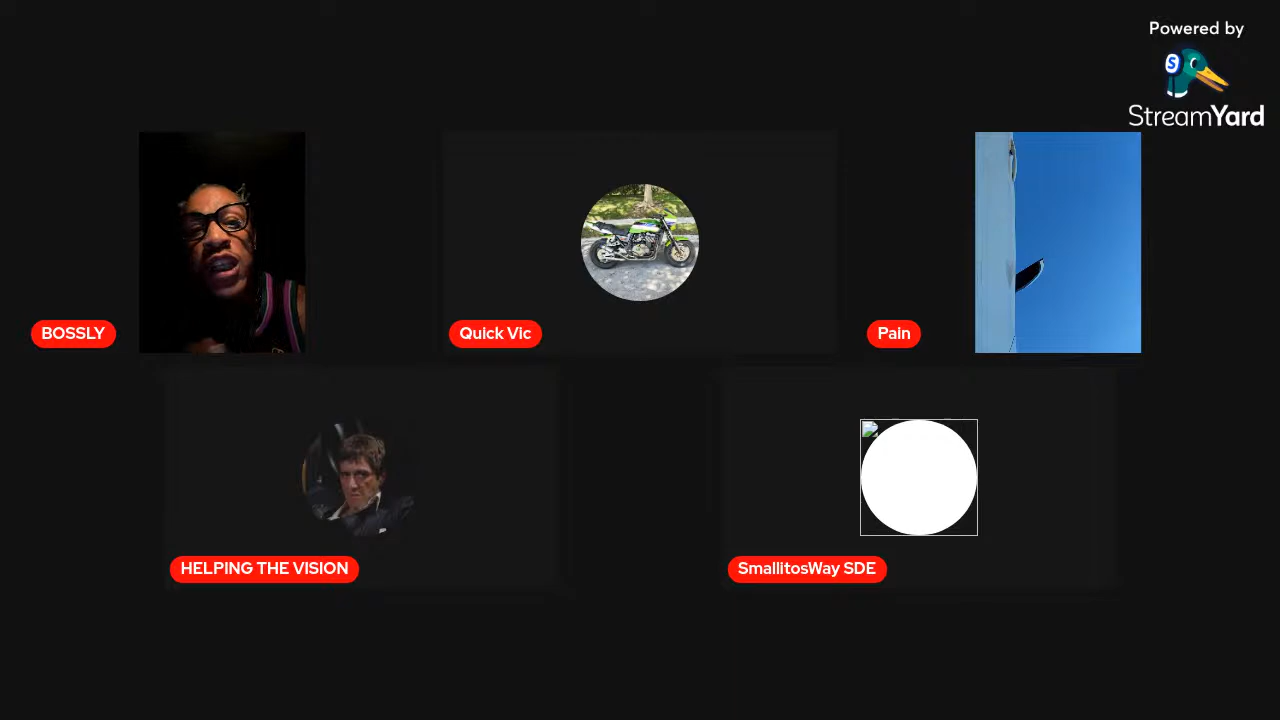 Powered by
S
StreamYard
BOSSLY
Quick Vic
Pain
HELPING THE VISION
SmallitosWay SDE